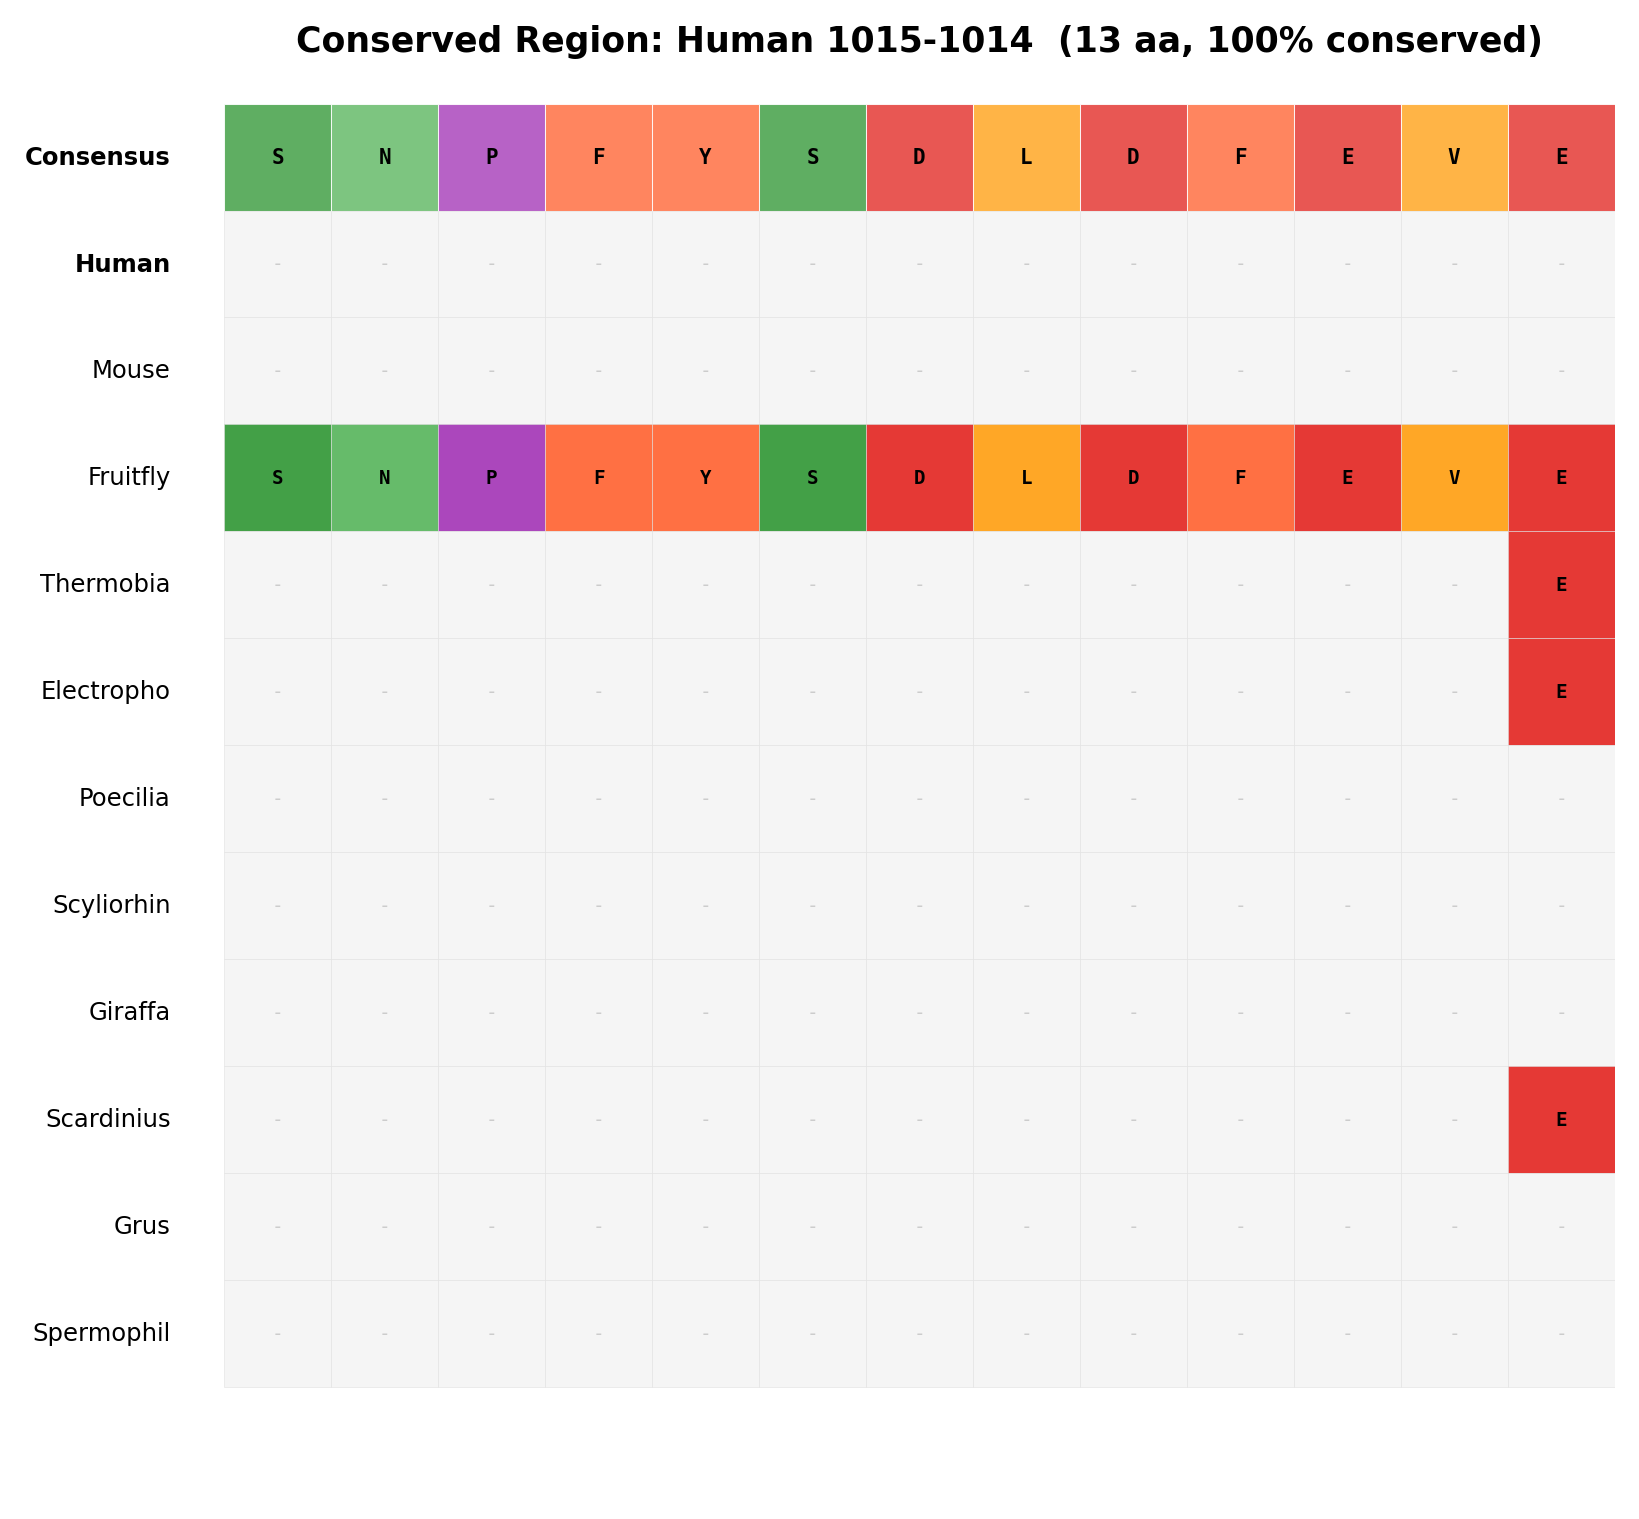 Conserved Region: Human 1015-1014 (13 aa, 100% conserved)
Consensus S N P F Y S D L D F E V E
Human - - - - - - - - - - - - -
Mouse - - - - - - - - - - - - -
Fruitfly S N P F Y S D L D F E V E
Thermobia - - - - - - - - - - - - E
Electropho - - - - - - - - - - - - E
Poecilia - - - - - - - - - - - - -
Scyliorhin - - - - - - - - - - - - -
Giraffa - - - - - - - - - - - - -
Scardinius - - - - - - - - - - - - E
Grus - - - - - - - - - - - - -
Spermophil - - - - - - - - - - - - -